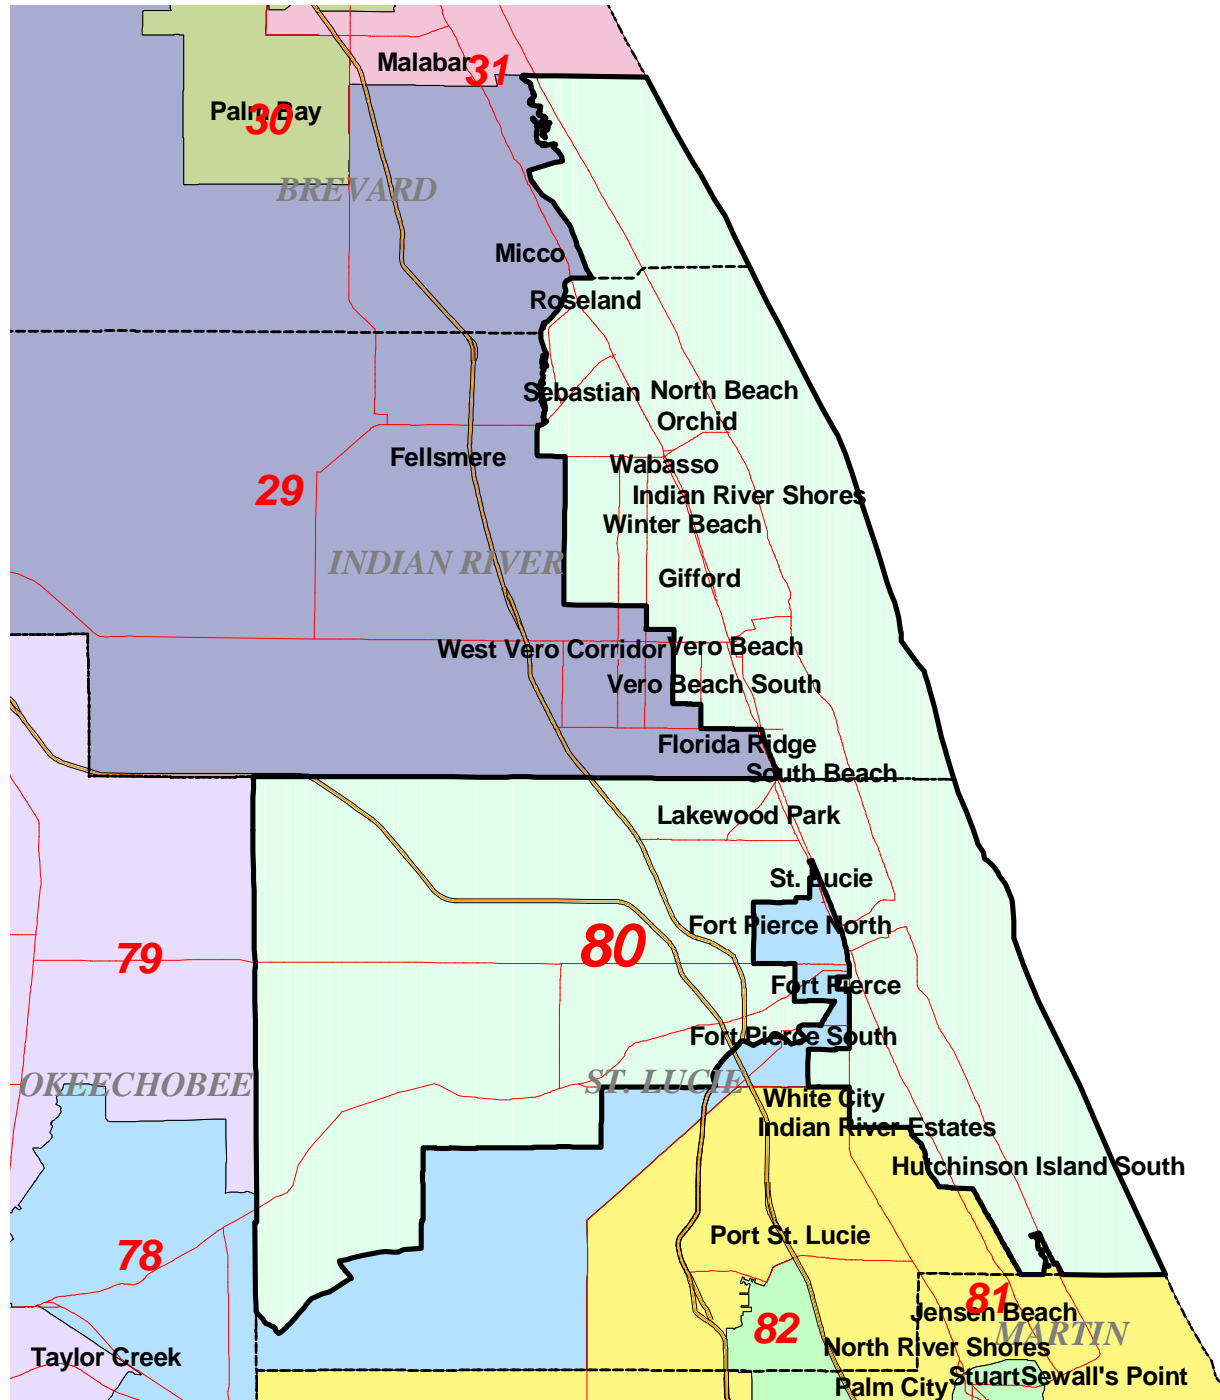 Malabar
31
Palm Bay
30
BREVARD
Micco
Roseland
Sebastian
North Beach
Orchid
Fellsmere
Wabasso
29
Indian River Shores
Winter Beach
INDIAN RIVER
Gifford
West Vero Corridor
Vero Beach
Vero Beach South
Florida Ridge
South Beach
Lakewood Park
St. Lucie
Fort Pierce North
80
79
Fort Pierce
Fort Pierce South
OKEECHOBEE
ST. LUCIE
White City
Indian River Estates
Hutchinson Island South
Port St. Lucie
78
81
Jensen Beach
82
MARTIN
North River Shores
Taylor Creek
Stuart
Sewall's Point
Palm City